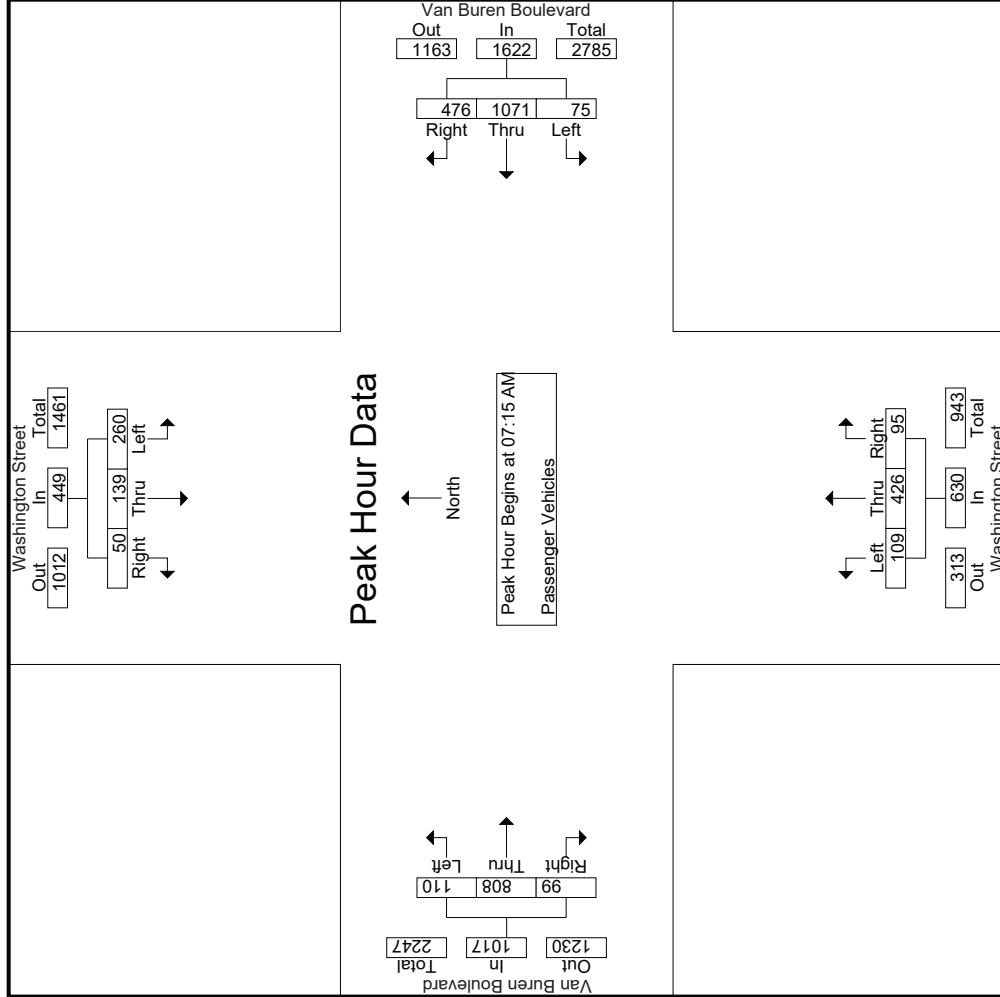 Van Buren Boulevard
Out In Total
1163 1622 2785
476 1071 75
Right Thru Left
Washington Street
Out In Total
1012 449 1461
50 139 260
Right Thru Left
Peak Hour Data
North
Peak Hour Begins at 07:15 AM
Passenger Vehicles
Left Thru Right
109 426 95
313 630 943
Out In Total
Washington Street
Left Thru Right
110 808 99
2247 1017 1230
Total In Out
Van Buren Boulevard